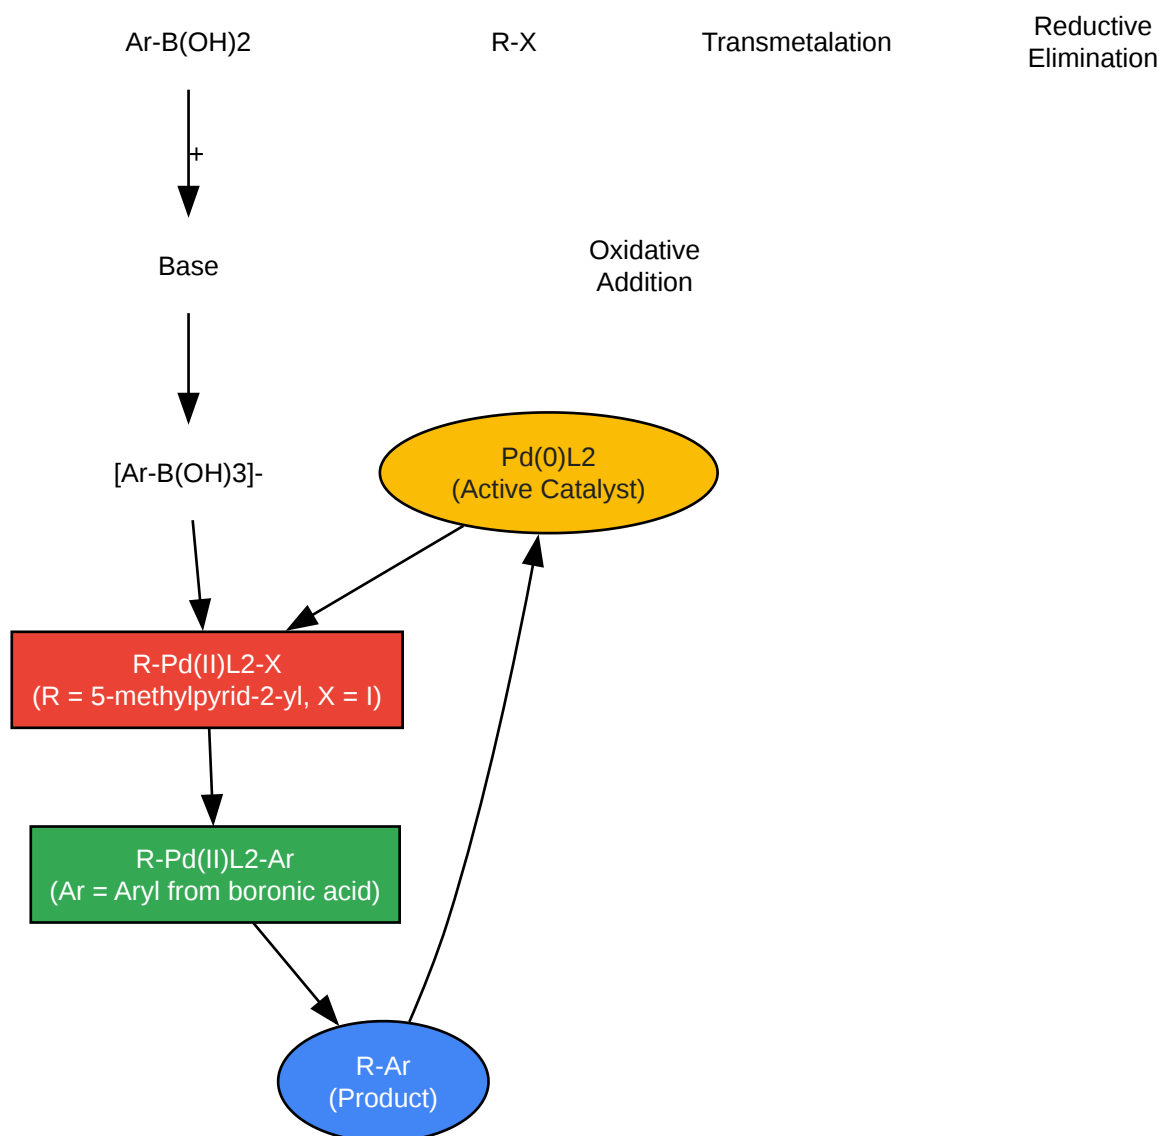 Ar-B(OH)2
R-X
Transmetalation
Reductive
Elimination
+
Base
Oxidative
Addition
[Ar-B(OH)3]-
Pd(0)L2
(Active Catalyst)
R-Pd(II)L2-X
(R = 5-methylpyrid-2-yl, X = I)
R-Pd(II)L2-Ar
(Ar = Aryl from boronic acid)
R-Ar
(Product)